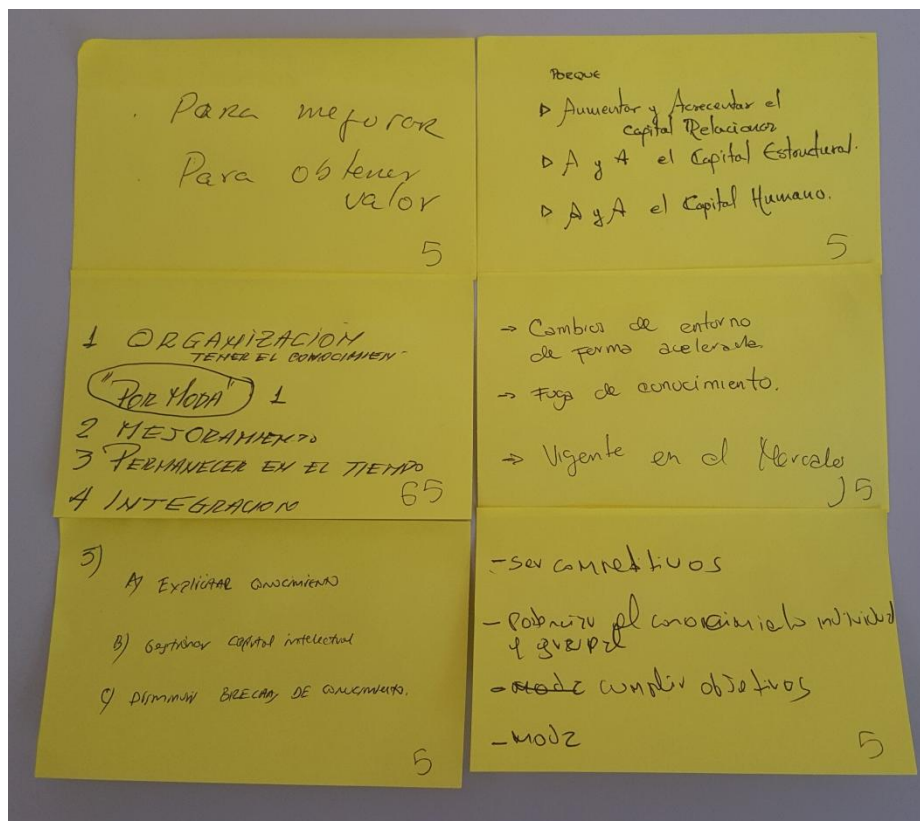 . Para mejorar
Para obtener
valor
5
PORQUE
▷ Aumentar y Acrecentar el
Capital Relacionar
▷ A y A el Capital Estructural.
▷ A y A el Capital Humano.
5
1 ORGANIZACIÓN
TENER EL CONOCIMIEN-
"POR MODA" 1
2 MEJORAMIENTO
3 PERMANECER EN EL TIEMPO
4 INTEGRACION
65
→ Cambios de entorno
de forma acelerada.
→ Fuga de conocimiento.
→ Vigente en el Mercado
5
5)
A) EXPLICITAR CONOCIMIENTO
B) Gestionar capital intelectual
C) DISMINUIR BRECHAS DE CONOCIMIENTO.
5
- ser competitivos
- Potenciar el conocimiento individual
y grupal
- moda cumplir objetivos
- moda
5